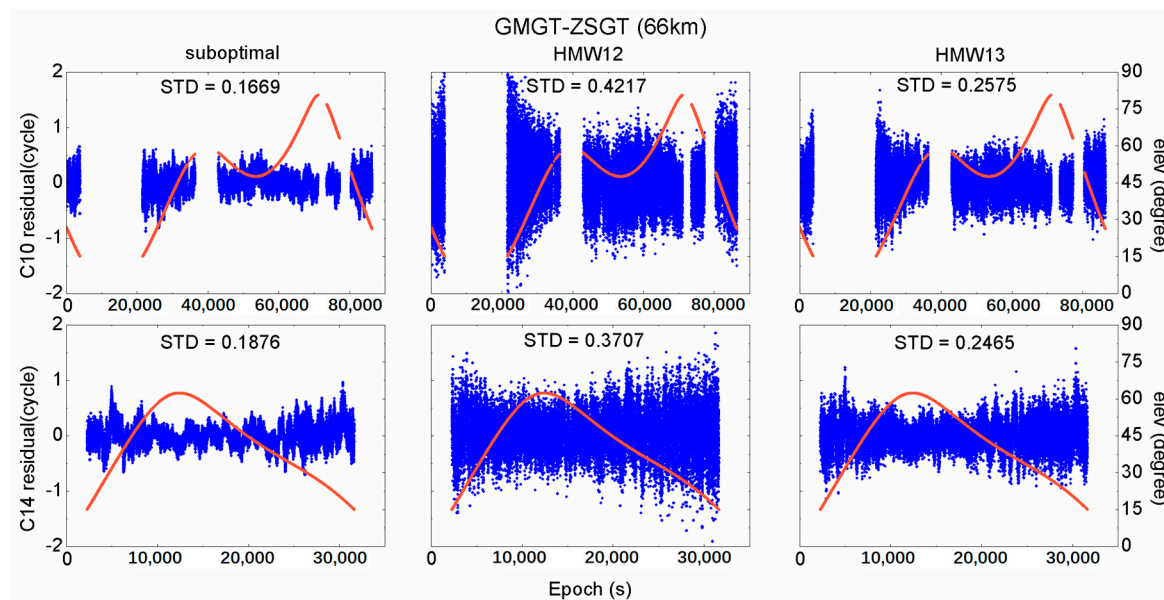 GMGT-ZSGT (66km)
suboptimal HMW12 HMW13
C10 residual(cycle)
2
1
0
-1
-2
STD = 0.1669
STD = 0.4217
STD = 0.2575
90
75
60
45
30
15
0
elev (degree)
0 20,000 40,000 60,000 80,000
0 20,000 40,000 60,000 80,000
0 20,000 40,000 60,000 80,000
C14 residual(cycle)
2
1
0
-1
-2
STD = 0.1876
STD = 0.3707
STD = 0.2465
90
75
60
45
30
15
0
elev (degree)
0 10,000 20,000 30,000
0 10,000 20,000 30,000
0 10,000 20,000 30,000
Epoch (s)